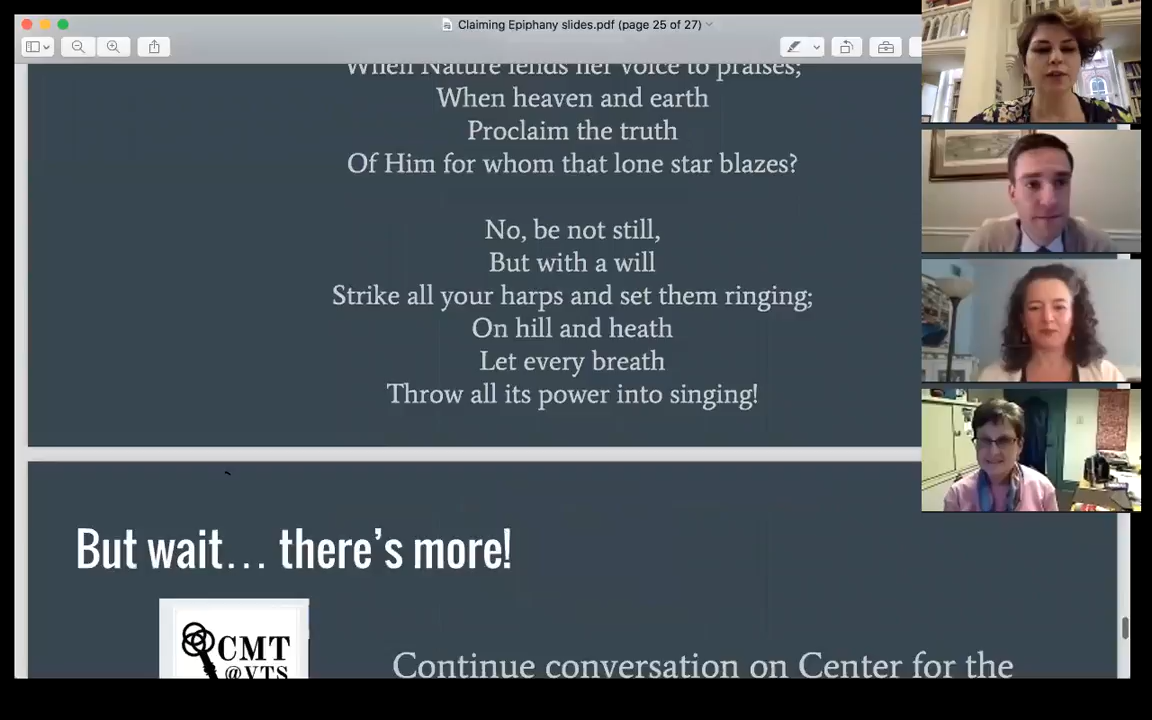 Claiming Epiphany slides.pdf (page 25 of 27)
When Nature lends her voice to praises;
When heaven and earth
Proclaim the truth
Of Him for whom that lone star blazes?
No, be not still,
But with a will
Strike all your harps and set them ringing;
On hill and heath
Let every breath
Throw all its power into singing!
But wait... there's more!
CMT
@VTS
Continue conversation on Center for the